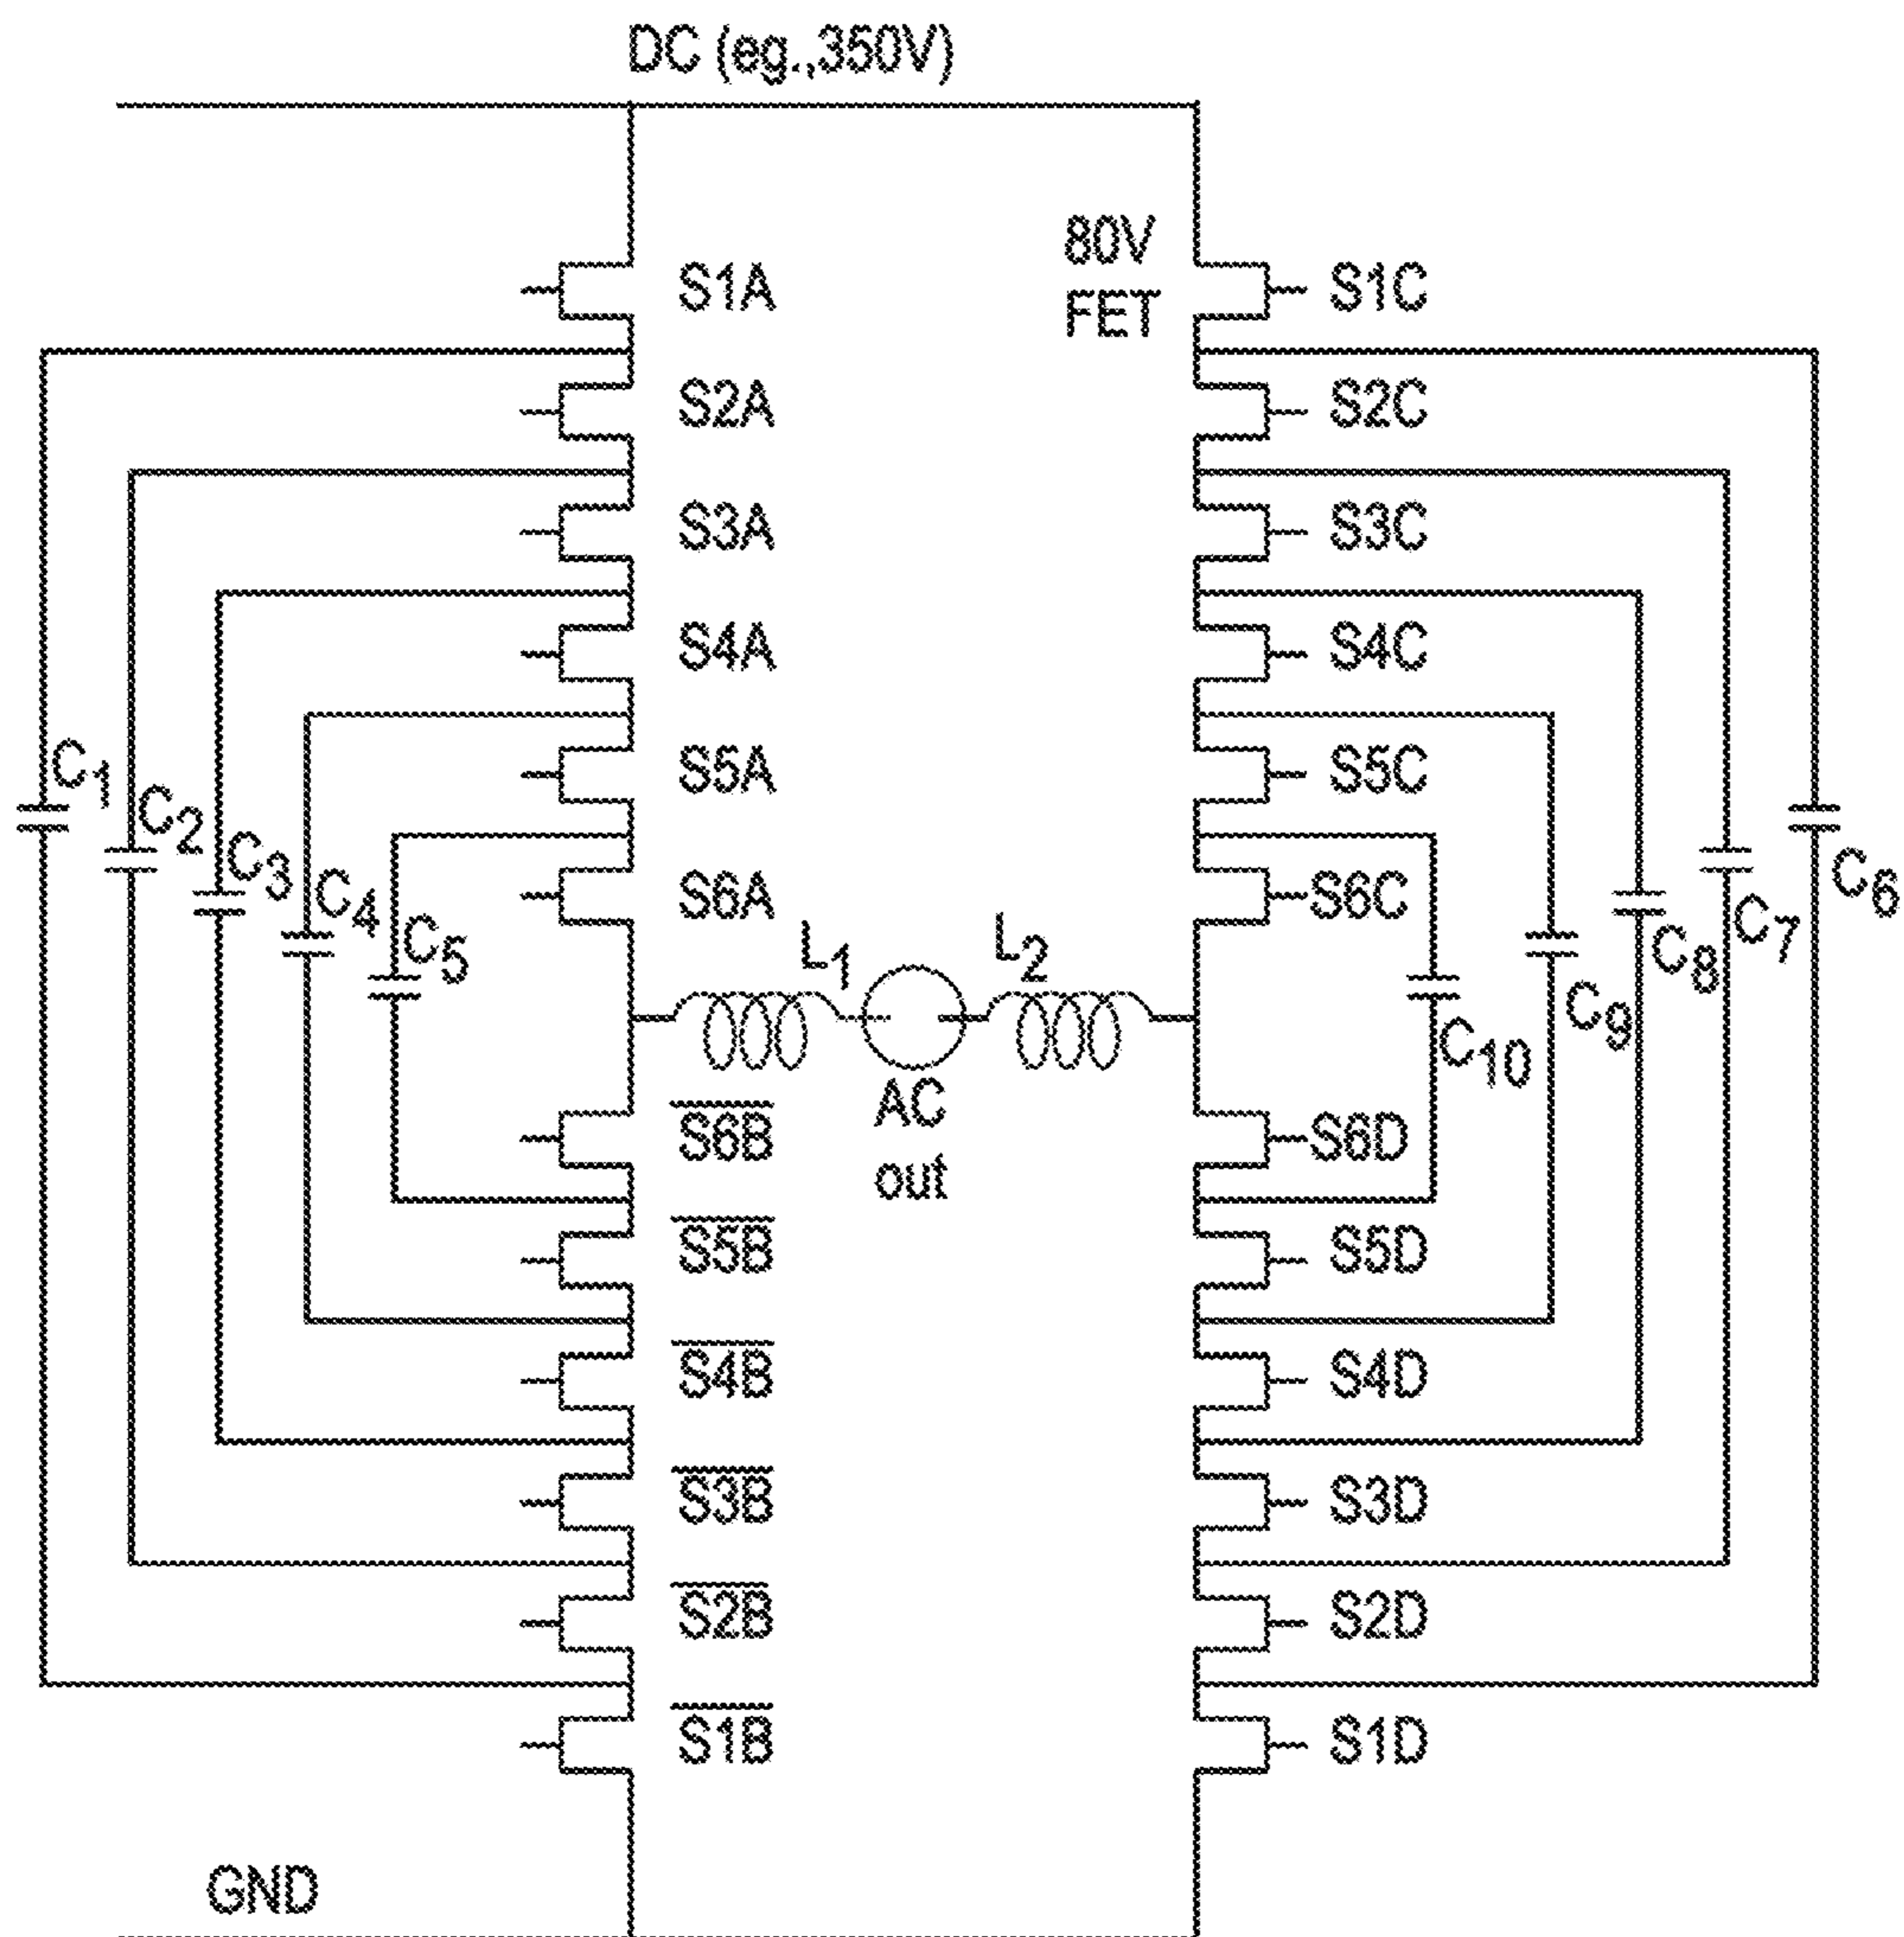 DC (eg.,350V)
80V
FET
S1A
S1C
S2A
S2C
S3A
S3C
S4A
S4C
S5A
S5C
C1
C2
C3
C4
C5
S6A
S6C
C6
C7
C8
C9
C10
L1
L2
AC
out
S6B
S6D
S5B
S5D
S4B
S4D
S3B
S3D
S2B
S2D
S1B
S1D
GND